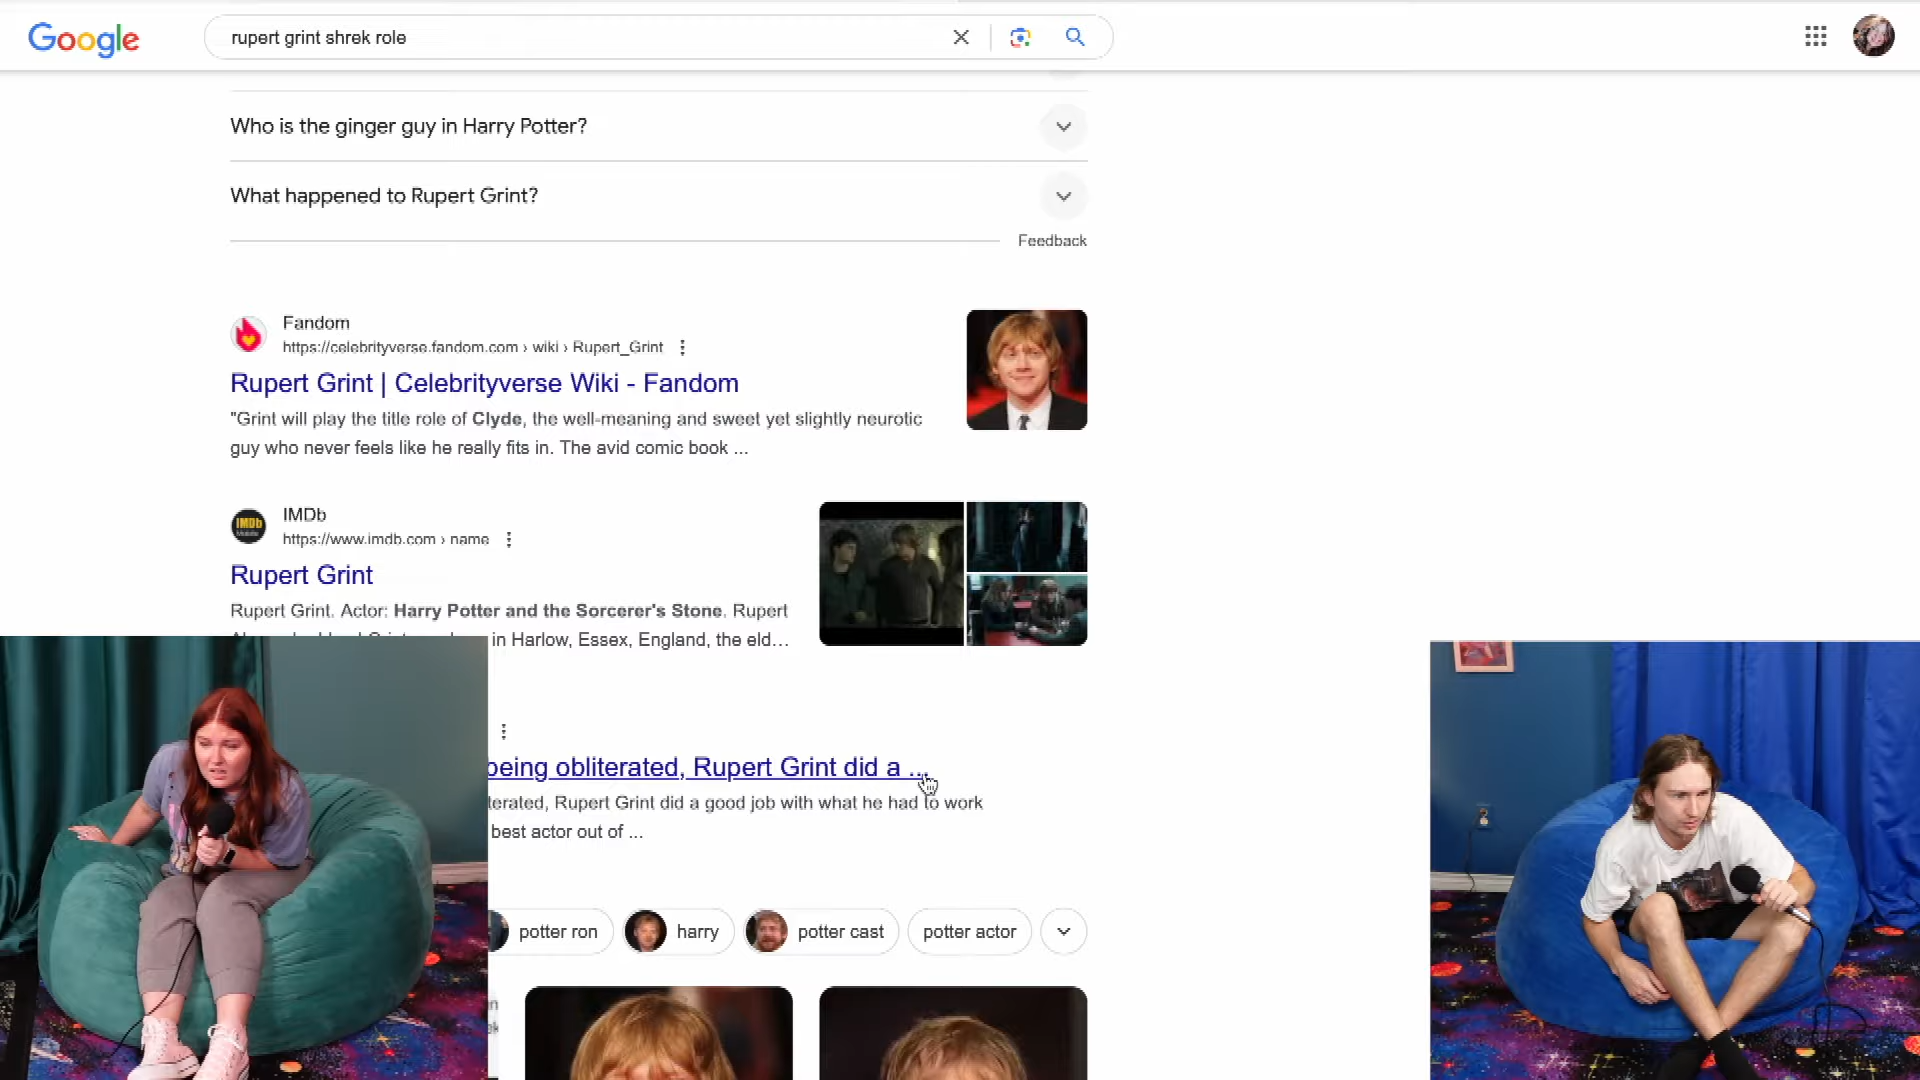 Google
rupert grint shrek role
Who is the ginger guy in Harry Potter?
What happened to Rupert Grint?
Feedback
Fandom
https://celebrityverse.fandom.com › wiki › Rupert_Grint
Rupert Grint | Celebrityverse Wiki - Fandom
"Grint will play the title role of Clyde, the well-meaning and sweet yet slightly neurotic
guy who never feels like he really fits in. The avid comic book ...
IMDb
IMDb
https://www.imdb.com › name
Rupert Grint
Rupert Grint. Actor: Harry Potter and the Sorcerer's Stone. Rupert
in Harlow, Essex, England, the eld...
being obliterated, Rupert Grint did a ...
terated, Rupert Grint did a good job with what he had to work
best actor out of ...
potter ron
harry
potter cast
potter actor